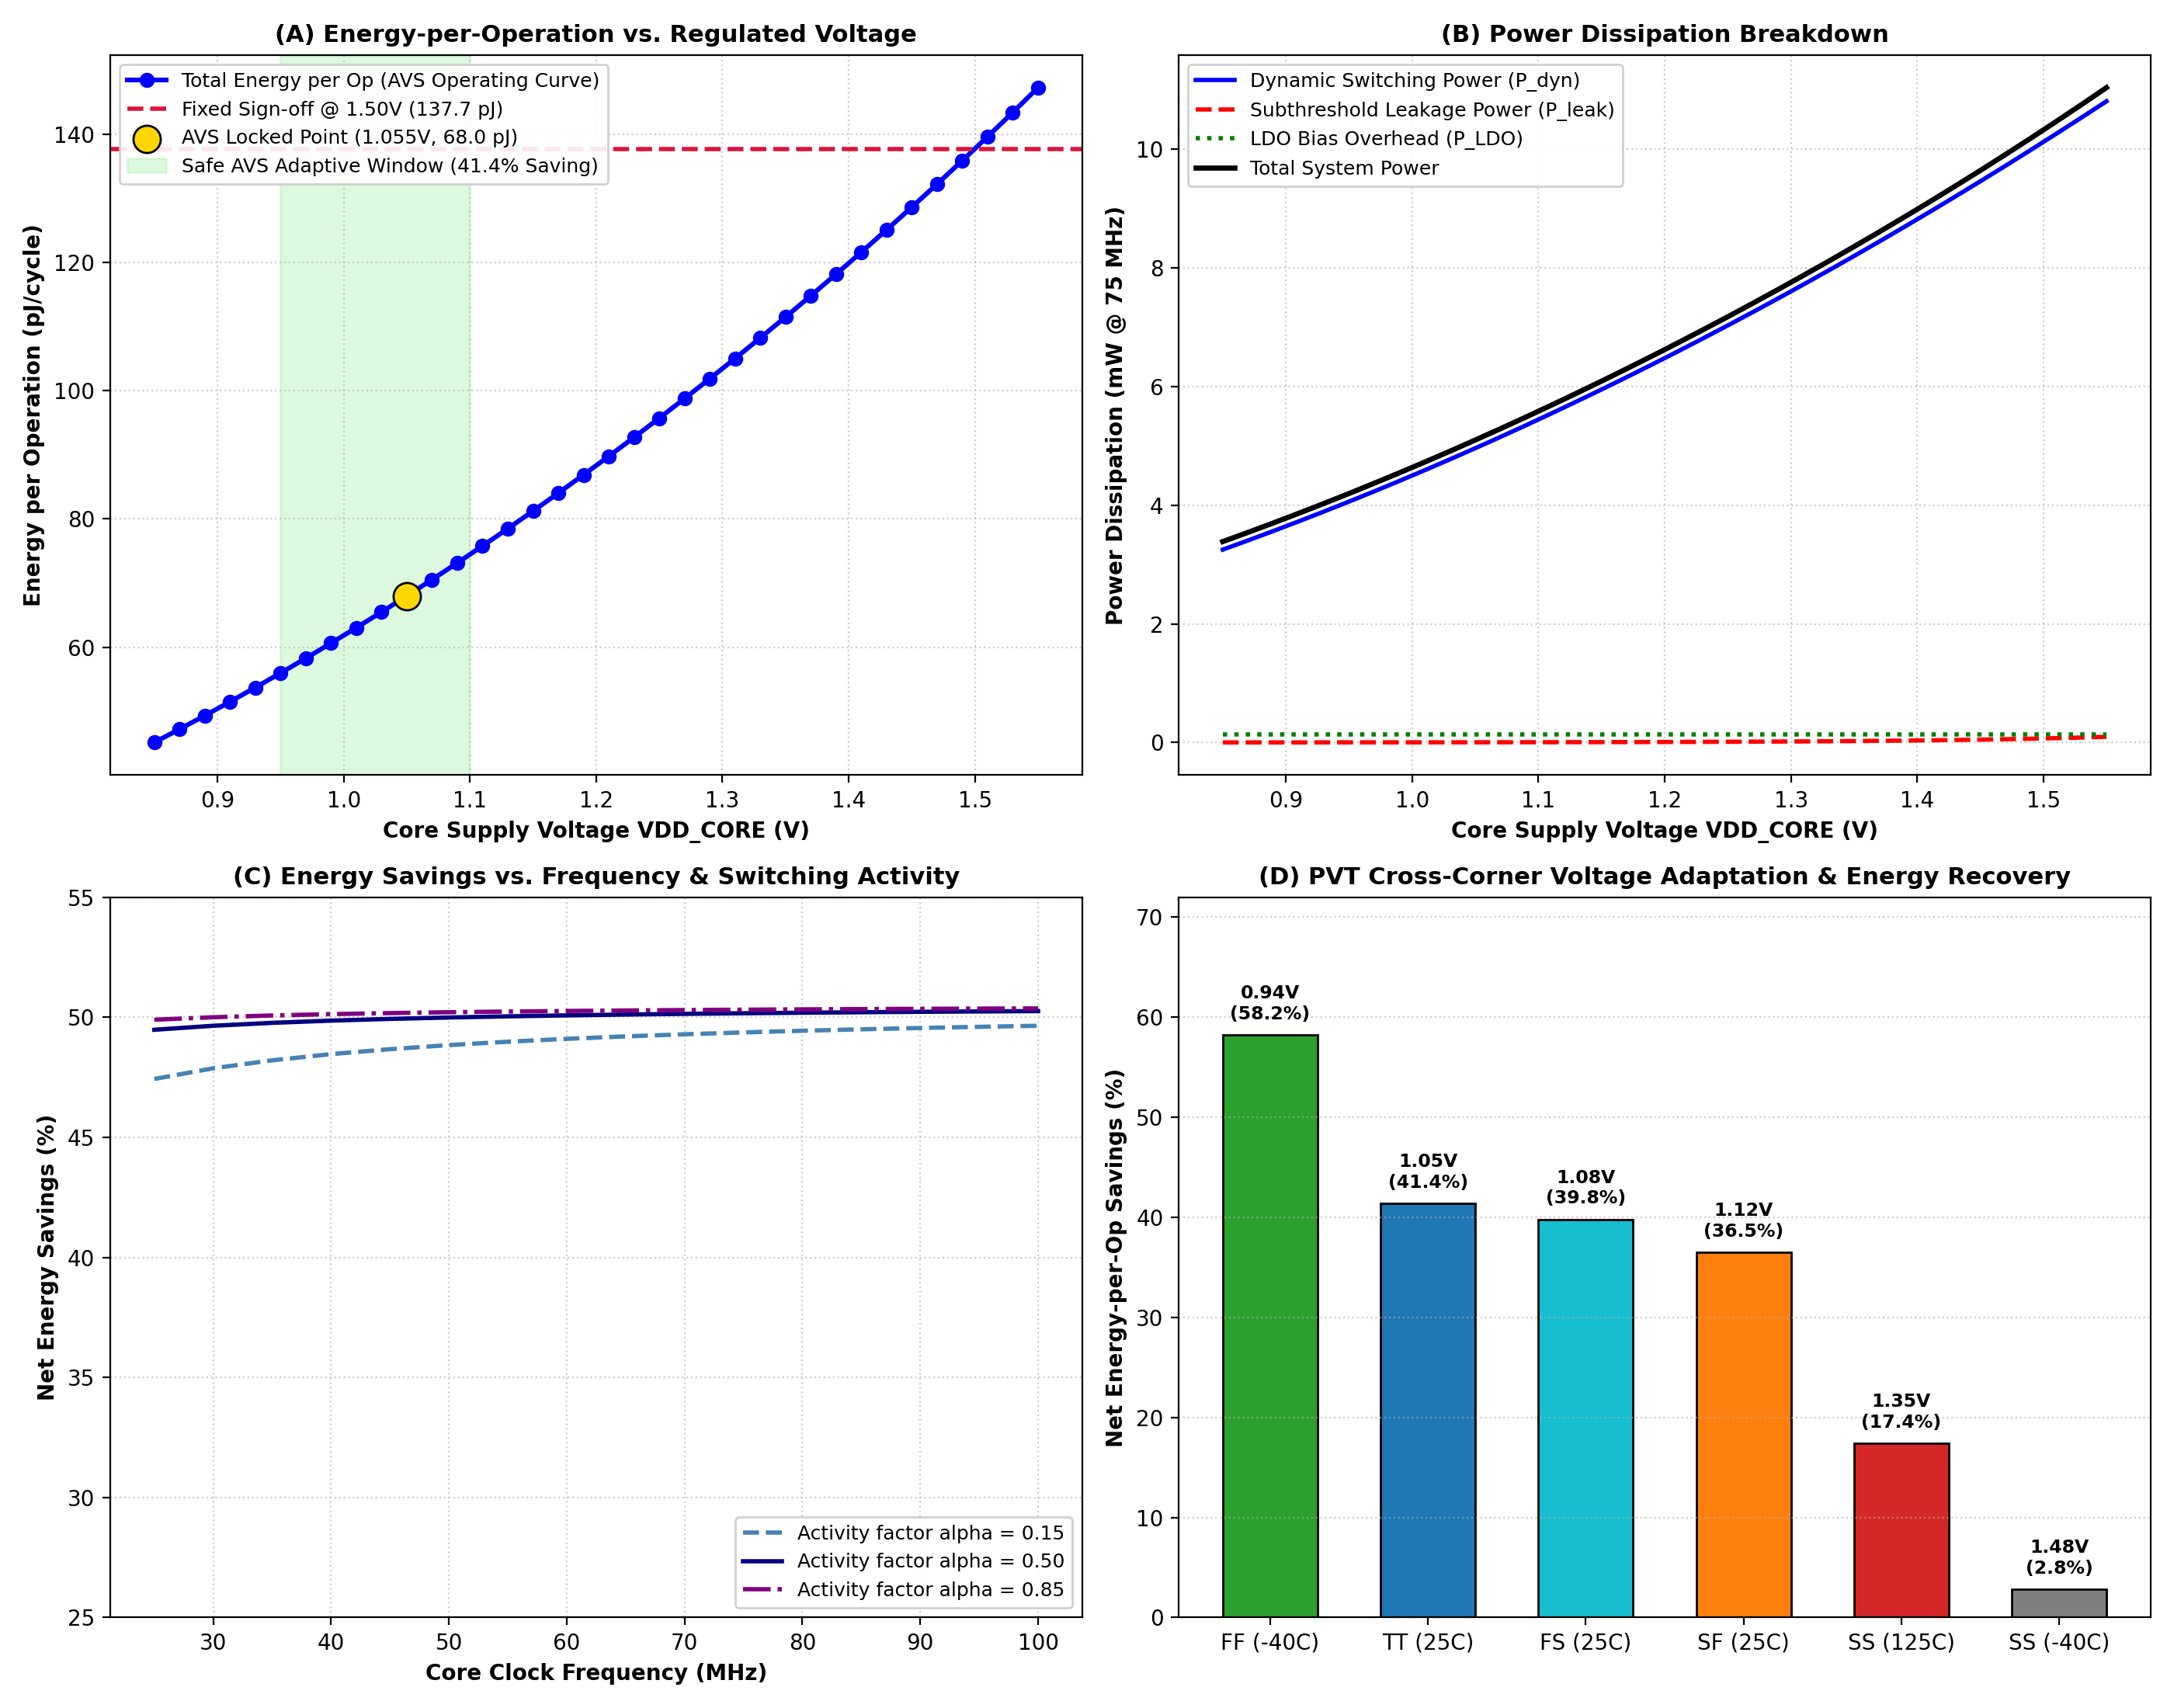 (A) Energy-per-Operation vs. Regulated Voltage
Total Energy per Op (AVS Operating Curve)
Fixed Sign-off @ 1.50V (137.7 pJ)
AVS Locked Point (1.055V, 68.0 pJ)
Safe AVS Adaptive Window (41.4% Saving)
Energy per Operation (pJ/cycle)
140
120
100
80
60
0.9 1.0 1.1 1.2 1.3 1.4 1.5
Core Supply Voltage VDD_CORE (V)
(B) Power Dissipation Breakdown
Dynamic Switching Power (P_dyn)
Subthreshold Leakage Power (P_leak)
LDO Bias Overhead (P_LDO)
Total System Power
Power Dissipation (mW @ 75 MHz)
10
8
6
4
2
0
0.9 1.0 1.1 1.2 1.3 1.4 1.5
Core Supply Voltage VDD_CORE (V)
(C) Energy Savings vs. Frequency & Switching Activity
Net Energy Savings (%)
55
50
45
40
35
30
25
Activity factor alpha = 0.15
Activity factor alpha = 0.50
Activity factor alpha = 0.85
30 40 50 60 70 80 90 100
Core Clock Frequency (MHz)
(D) PVT Cross-Corner Voltage Adaptation & Energy Recovery
Net Energy-per-Op Savings (%)
70
60
50
40
30
20
10
0
0.94V
(58.2%)
1.05V
(41.4%)
1.08V
(39.8%)
1.12V
(36.5%)
1.35V
(17.4%)
1.48V
(2.8%)
FF (-40C) TT (25C) FS (25C) SF (25C) SS (125C) SS (-40C)